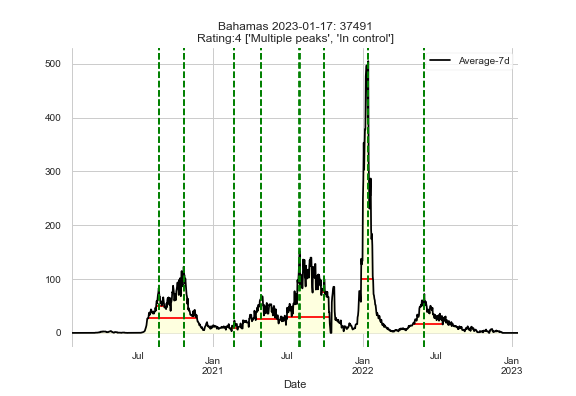 Bahamas 2023-01-17: 37491
Rating:4 ['Multiple peaks', 'In control']
Average-7d
500
400
300
200
100
0
Jul
Jan
2021
Jul
Jan
2022
Jul
Jan
2023
Date